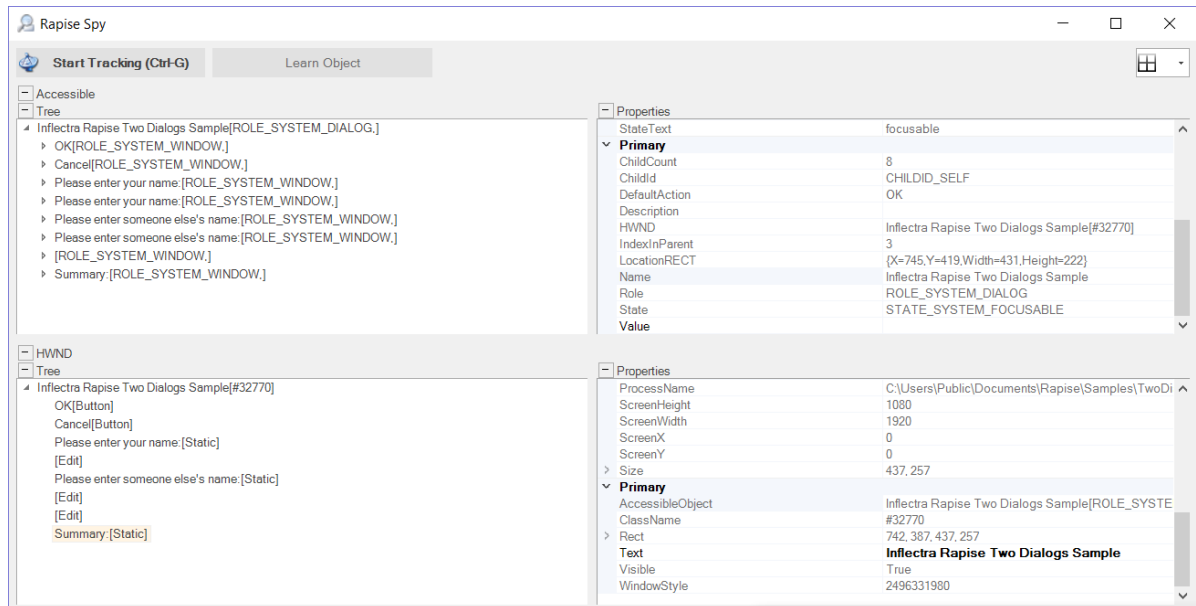 Rapise Spy
Start Tracking (Ctrl-G) Learn Object
Accessible
Tree
Inflectra Rapise Two Dialogs Sample[ROLE_SYSTEM_DIALOG,]
OK[ROLE_SYSTEM_WINDOW,]
Cancel[ROLE_SYSTEM_WINDOW,]
Please enter your name:[ROLE_SYSTEM_WINDOW,]
Please enter your name:[ROLE_SYSTEM_WINDOW,]
Please enter someone else's name:[ROLE_SYSTEM_WINDOW,]
Please enter someone else's name:[ROLE_SYSTEM_WINDOW,]
[ROLE_SYSTEM_WINDOW,]
Summary:[ROLE_SYSTEM_WINDOW,]
Properties
StateText focusable
Primary
ChildCount 8
ChildId CHILDID_SELF
DefaultAction OK
Description
HWND Inflectra Rapise Two Dialogs Sample[#32770]
IndexInParent 3
LocationRECT {X=745,Y=419,Width=431,Height=222}
Name Inflectra Rapise Two Dialogs Sample
Role ROLE_SYSTEM_DIALOG
State STATE_SYSTEM_FOCUSABLE
Value
HWND
Tree
Inflectra Rapise Two Dialogs Sample[#32770]
OK[Button]
Cancel[Button]
Please enter your name:[Static]
[Edit]
Please enter someone else's name:[Static]
[Edit]
[Edit]
Summary:[Static]
Properties
ProcessName C:\Users\Public\Documents\Rapise\Samples\TwoDi
ScreenHeight 1080
ScreenWidth 1920
ScreenX 0
ScreenY 0
Size 437, 257
Primary
AccessibleObject Inflectra Rapise Two Dialogs Sample[ROLE_SYSTE
ClassName #32770
Rect 742, 387, 437, 257
Text Inflectra Rapise Two Dialogs Sample
Visible True
WindowStyle 2496331980